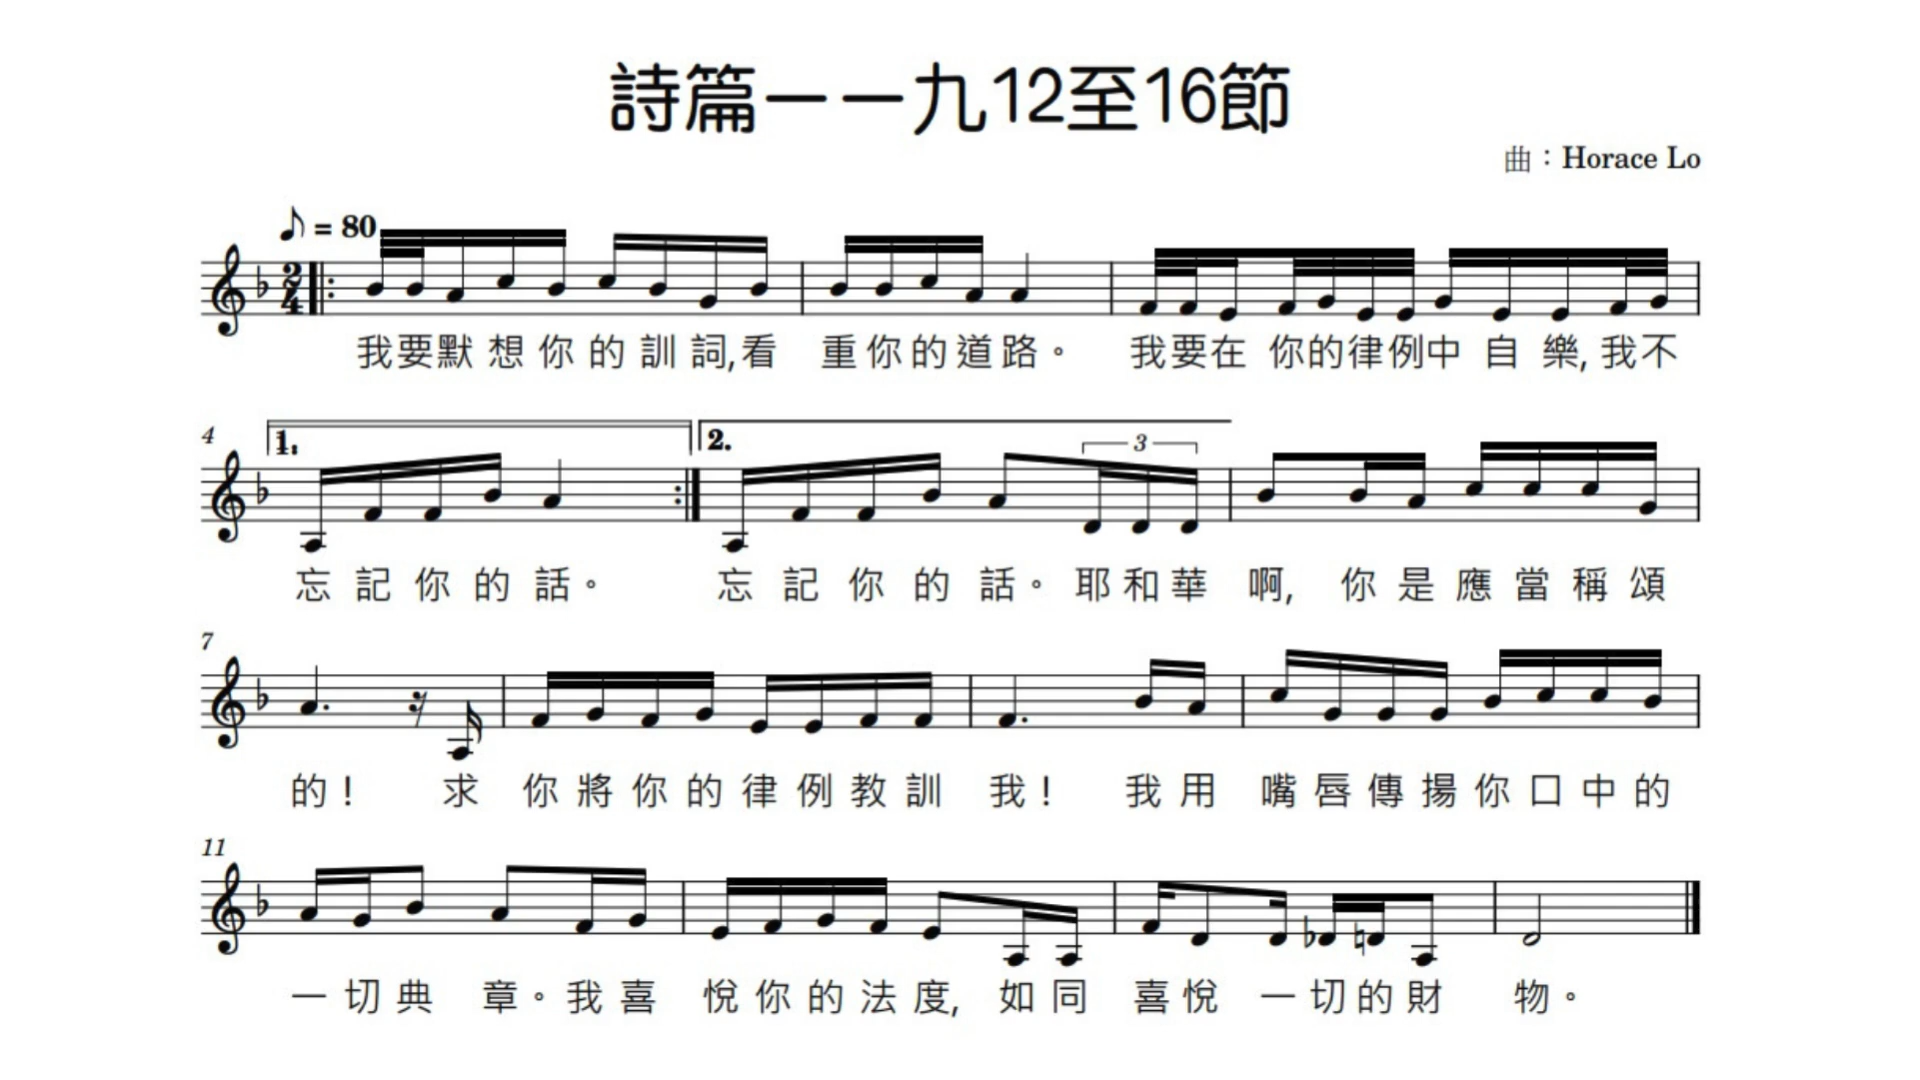 詩篇一一九12至16節
曲：Horace Lo
♪ = 80
我要默想你的訓詞,看重你的道路。我要在你的律例中自樂,我不
4 1. 2. 3
忘記你的話。忘記你的話。耶和華啊,你是應當稱頌
7
的！求你將你的律例教訓我！我用嘴唇傳揚你口中的
11
一切典章。我喜悅你的法度,如同喜悅一切的財物。